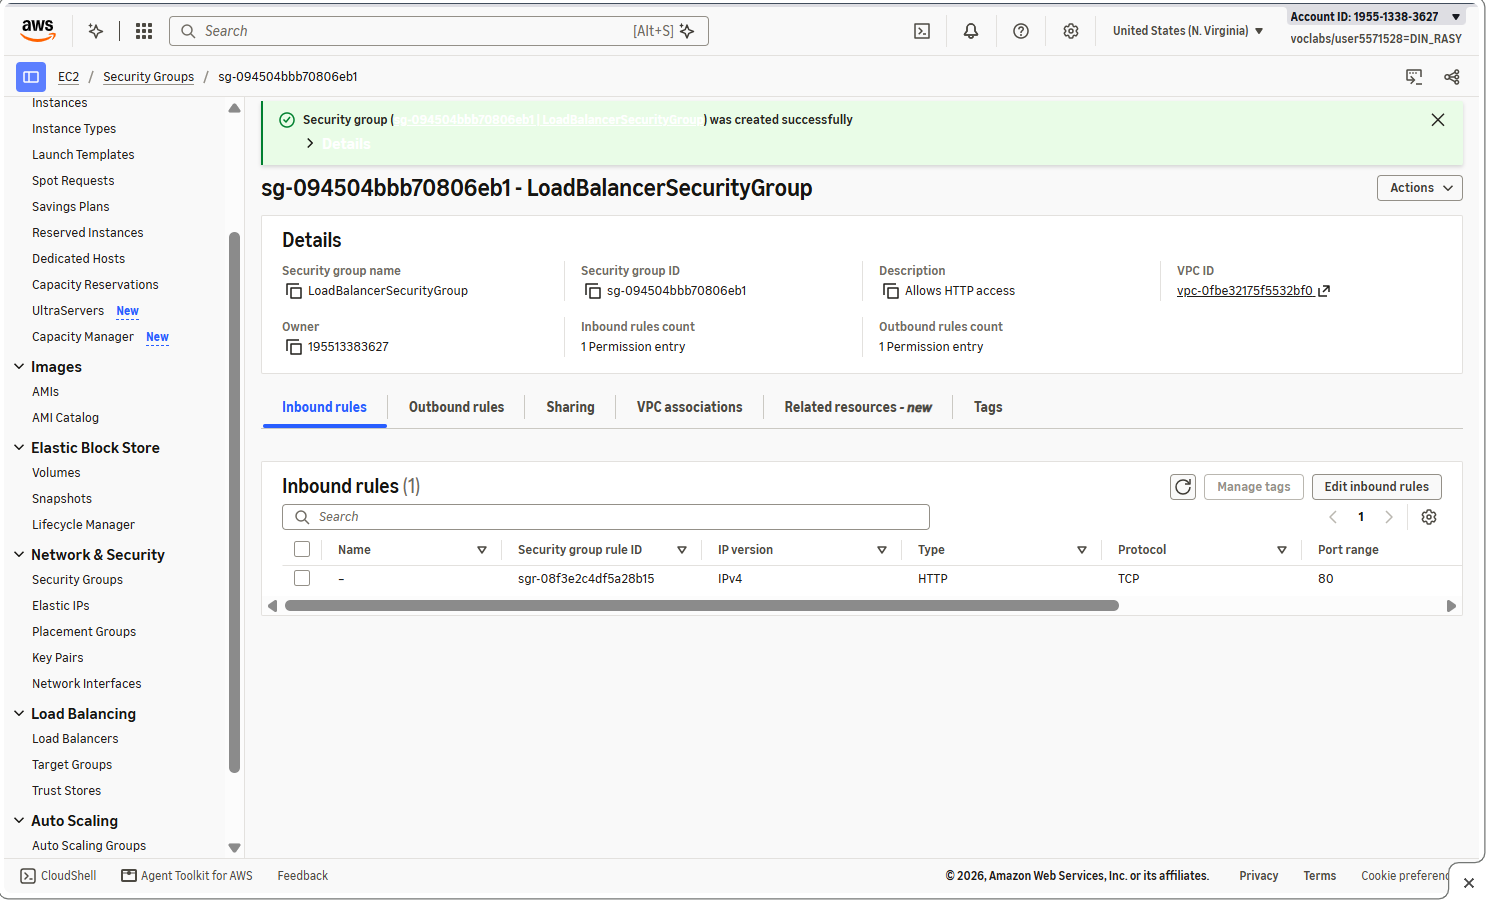 aws
Search [Alt+S]
United States (N. Virginia)
Account ID: 1955-1338-3627
voclabs/user5571528=DIN_RASY
EC2 / Security Groups / sg-094504bbb70806eb1
Instances
Instance Types
Launch Templates
Spot Requests
Savings Plans
Reserved Instances
Dedicated Hosts
Capacity Reservations
UltraServers New
Capacity Manager New
Images
AMIs
AMI Catalog
Elastic Block Store
Volumes
Snapshots
Lifecycle Manager
Network & Security
Security Groups
Elastic IPs
Placement Groups
Key Pairs
Network Interfaces
Load Balancing
Load Balancers
Target Groups
Trust Stores
Auto Scaling
Auto Scaling Groups
Security group (sg-094504bbb70806eb1 | LoadBalancerSecurityGroup) was created successfully
Details
sg-094504bbb70806eb1 - LoadBalancerSecurityGroup
Actions
Details
Security group name
LoadBalancerSecurityGroup
Security group ID
sg-094504bbb70806eb1
Description
Allows HTTP access
VPC ID
vpc-0fbe32175f5532bf0
Owner
195513383627
Inbound rules count
1 Permission entry
Outbound rules count
1 Permission entry
Inbound rules
Outbound rules
Sharing
VPC associations
Related resources - new
Tags
Inbound rules (1)
Manage tags
Edit inbound rules
Search
1
Name Security group rule ID IP version Type Protocol Port range
– sgr-08f3e2c4df5a28b15 IPv4 HTTP TCP 80
CloudShell
Agent Toolkit for AWS
Feedback
© 2026, Amazon Web Services, Inc. or its affiliates.
Privacy
Terms
Cookie preferenc